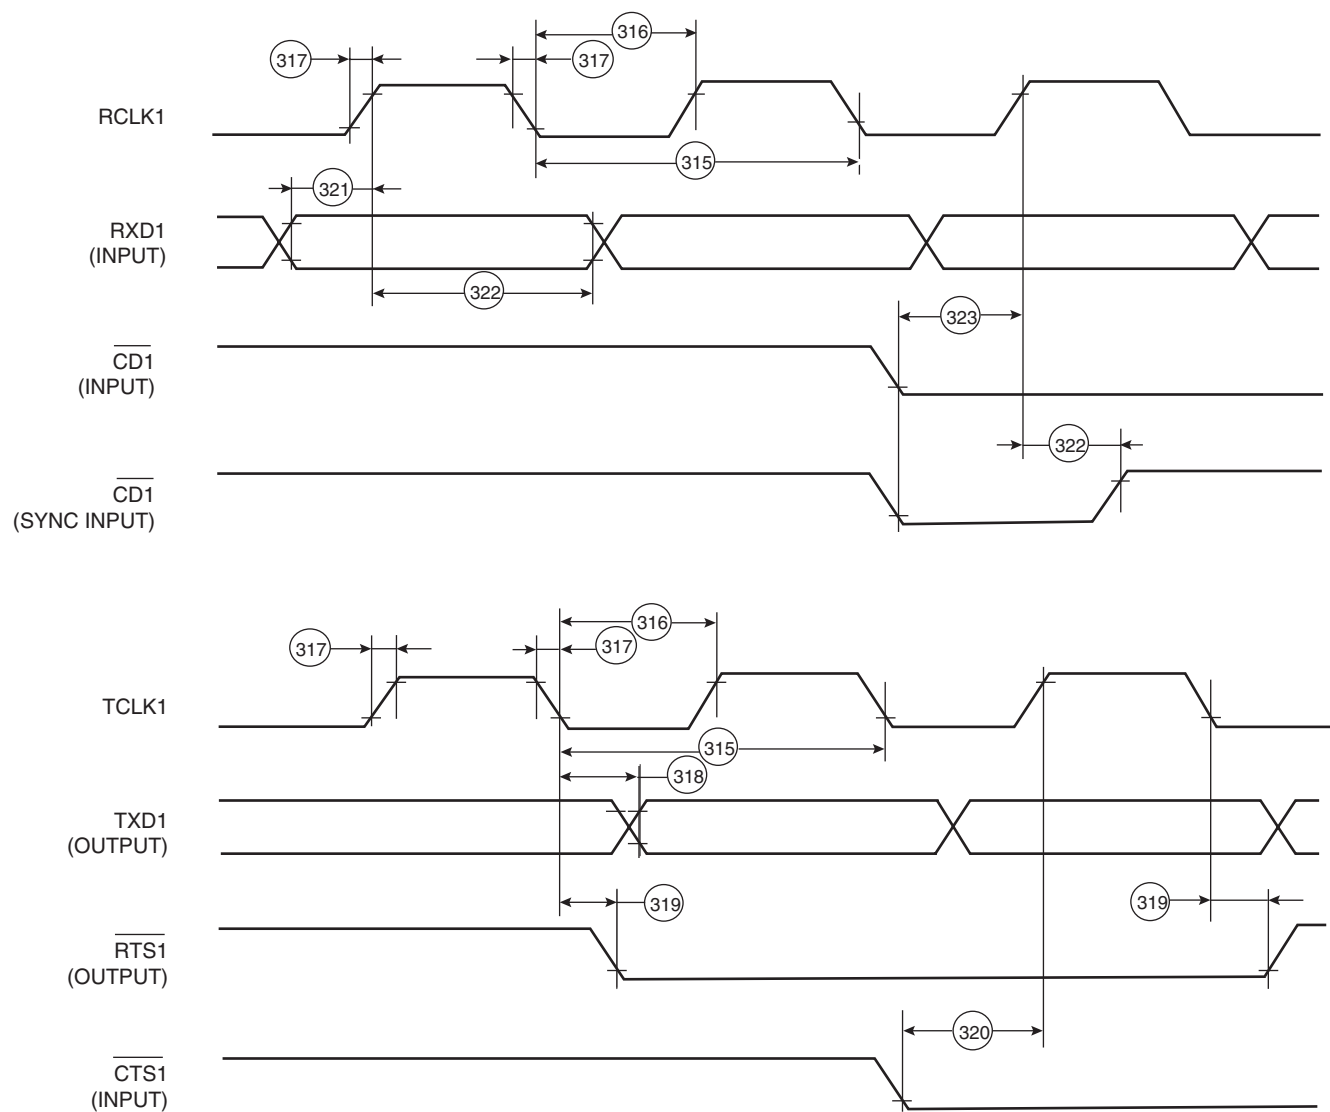 316
317
317
RCLK1
315
321
RXD1
(INPUT)
322
323
CD1
(INPUT)
322
CD1
(SYNC INPUT)
316
317
317
TCLK1
315
318
TXD1
(OUTPUT)
319
319
RTS1
(OUTPUT)
320
CTS1
(INPUT)